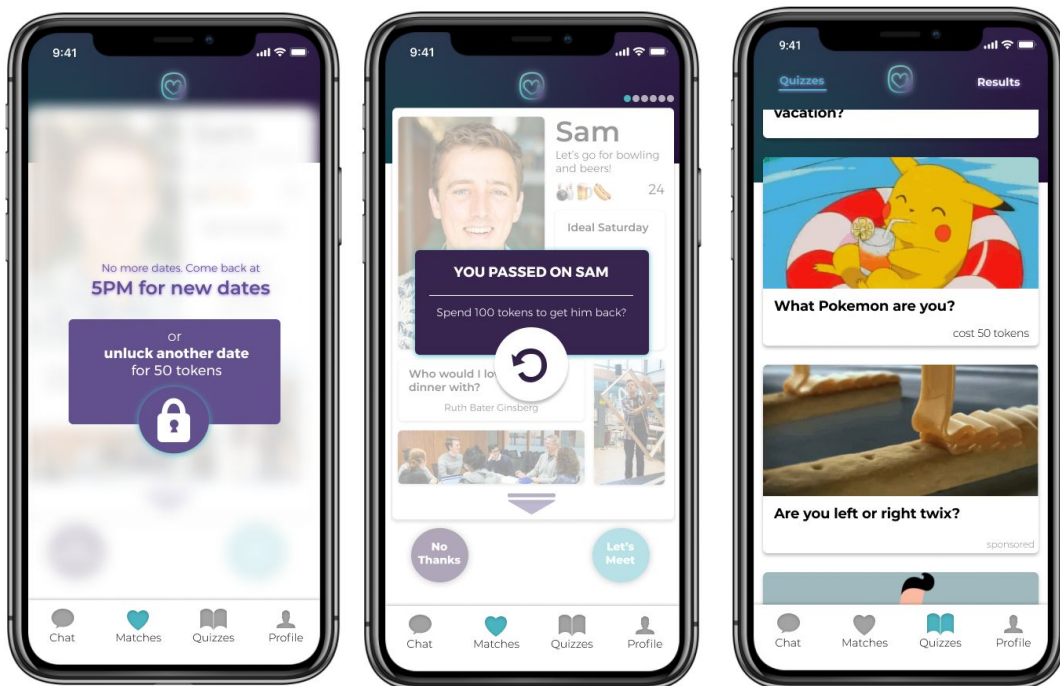 9:41
No more dates. Come back at
5PM for new dates
or
unluck another date
for 50 tokens
Chat
Matches
Quizzes
Profile
9:41
Sam
Let's go for bowling
and beers!
24
Ideal Saturday
YOU PASSED ON SAM
Spend 100 tokens to get him back?
Who would I lo
dinner with?
Ruth Bater Ginsberg
No
Thanks
Let's
Meet
Chat
Matches
Quizzes
Profile
9:41
Quizzes
Results
vacation?
What Pokemon are you?
cost 50 tokens
Are you left or right twix?
sponsored
Chat
Matches
Quizzes
Profile